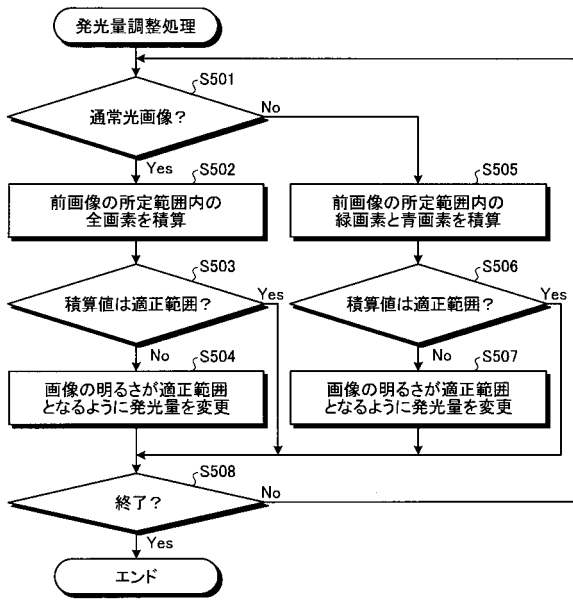 発光量調整処理
S501
通常光画像?
No
Yes
S502
前画像の所定範囲内の
全画素を積算
S505
前画像の所定範囲内の
緑画素と青画素を積算
S503
積算値は適正範囲?
Yes
No
S506
積算値は適正範囲?
Yes
No
S504
画像の明るさが適正範囲
となるように発光量を変更
S507
画像の明るさが適正範囲
となるように発光量を変更
S508
終了?
No
Yes
エンド